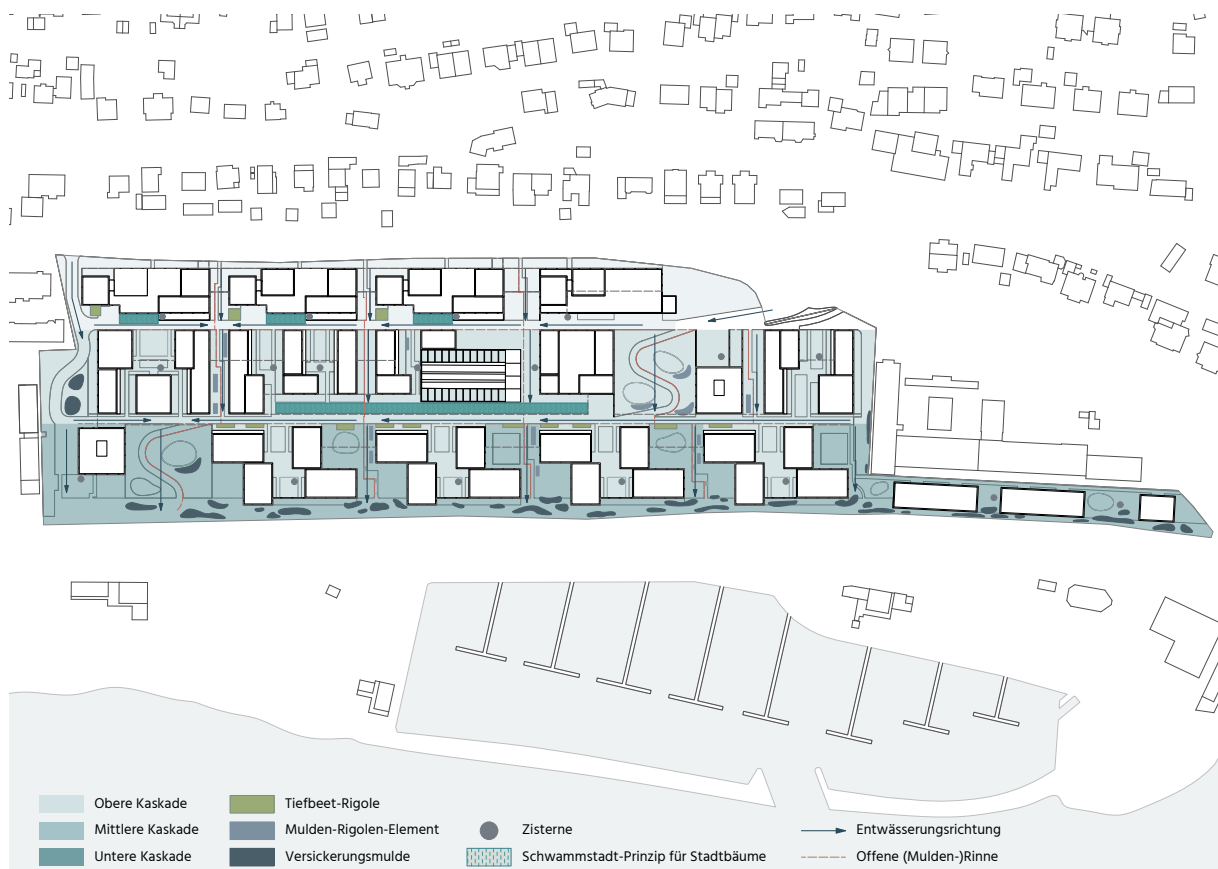 Obere Kaskade
Mittlere Kaskade
Untere Kaskade
Tiefbeet-Rigole
Mulden-Rigolen-Element
Versickerungsmulde
Zisterne
Schwammstadt-Prinzip für Stadtbäume
Entwässerungsrichtung
Offene (Mulden-)Rinne